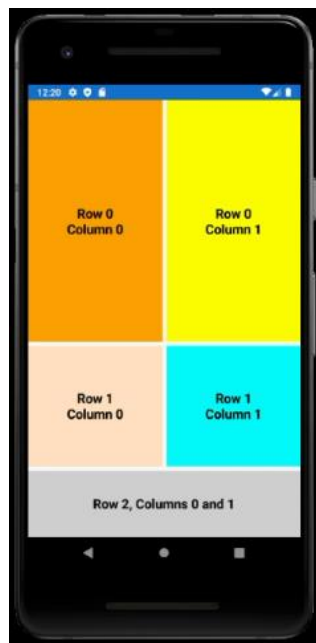 12:20
Row 0
Column 0
Row 0
Column 1
Row 1
Column 0
Row 1
Column 1
Row 2, Columns 0 and 1